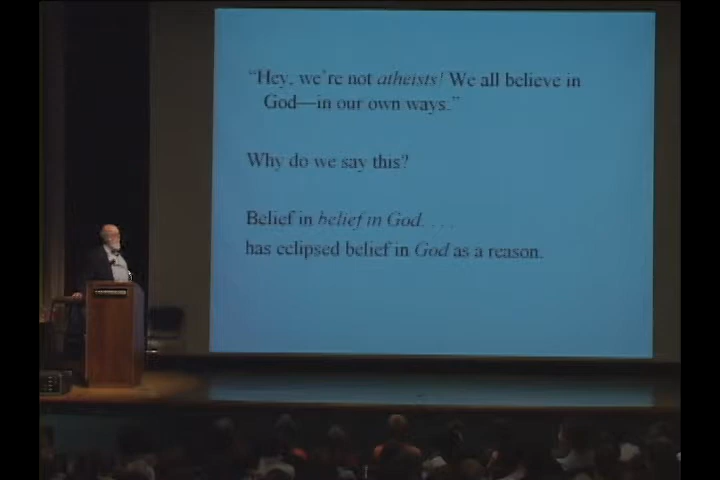 “Hey, we’re not atheists! We all believe in
God—in our own ways.”
Why do we say this?
Belief in belief in God. . . .
has eclipsed belief in God as a reason.